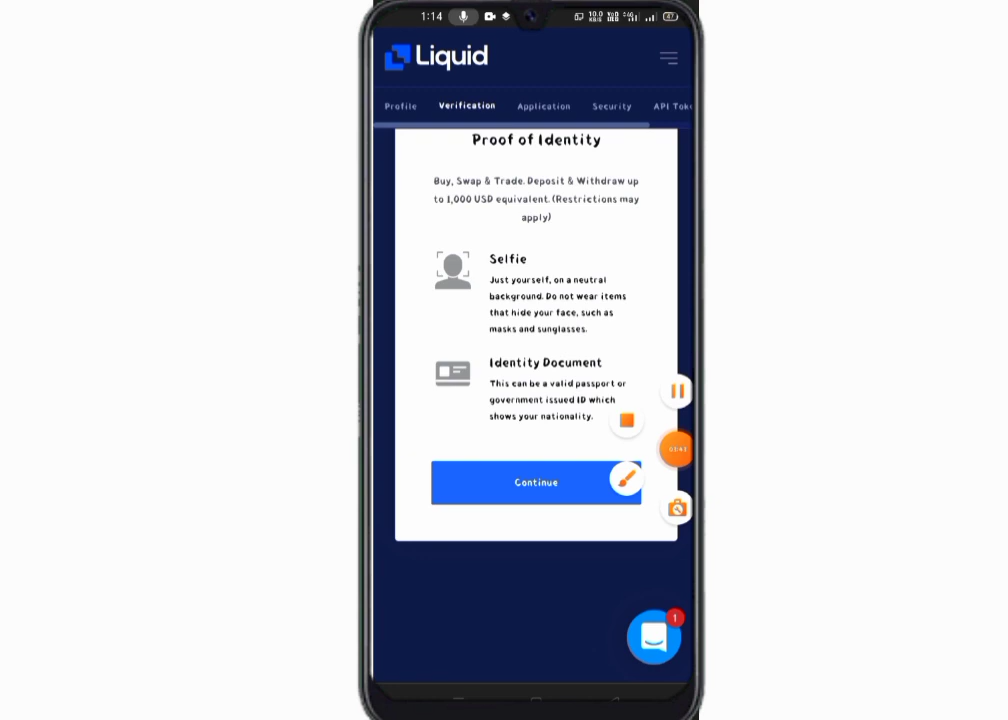 1:14
Liquid
Profile Verification Application Security API Tok
Proof of Identity
Buy, Swap & Trade. Deposit & Withdraw up
to 1,000 USD equivalent. (Restrictions may
apply)
Selfie
Just yourself, on a neutral
background. Do not wear items
that hide your face, such as
masks and sunglasses.
Identity Document
This can be a valid passport or
government issued ID which
shows your nationality.
Continue
1